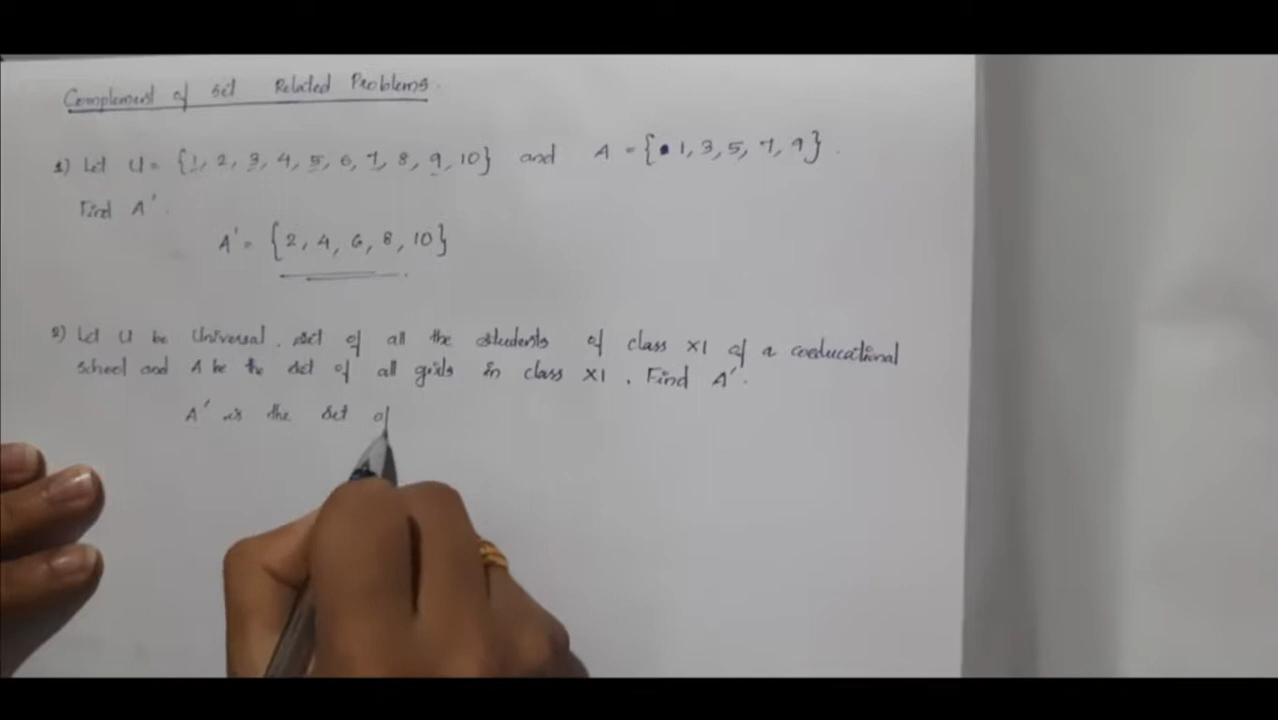 Complement of set Related Problems.
1) Let U = {1, 2, 3, 4, 5, 6, 7, 8, 9, 10} and A = {1, 3, 5, 7, 9}.
Find A'.
A' = {2, 4, 6, 8, 10}
2) Let U be Universal set of all the students of class XI of a coeducational
school and A be the set of all girls in class XI. Find A'.
A' is the set of